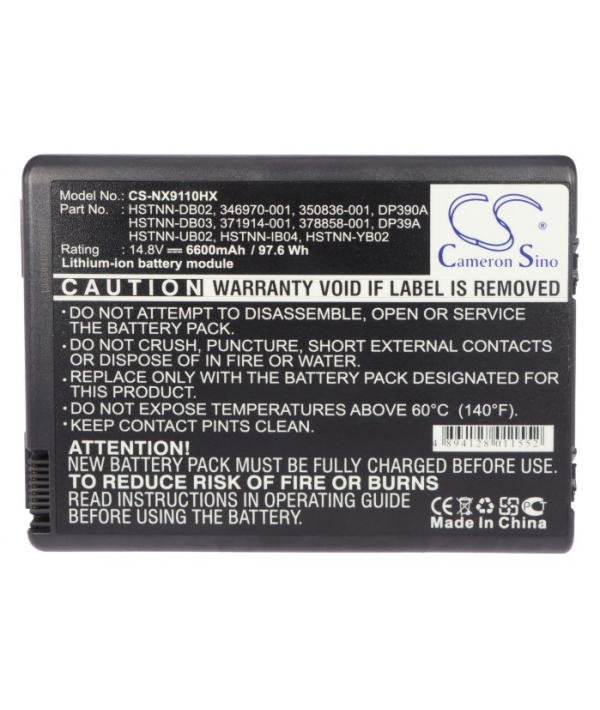 Model No.: CS-NX9110HX
Part No. : HSTNN-DB02, 346970-001, 350836-001, DP390A
HSTNN-DB03, 371914-001, 378858-001, DP39A
HSTNN-UB02, HSTNN-IB04, HSTNN-YB02
Rating : 14.8V⎓ 6600mAh / 97.6 Wh
Lithium-ion battery module
CS
Cameron Sino
CAUTION WARRANTY VOID IF LABEL IS REMOVED
• DO NOT ATTEMPT TO DISASSEMBLE, OPEN OR SERVICE
THE BATTERY PACK.
• DO NOT CRUSH, PUNCTURE, SHORT EXTERNAL CONTACTS
OR DISPOSE OF IN FIRE OR WATER.
• REPLACE ONLY WITH THE BATTERY PACK DESIGNATED FOR
THIS PRODUCT.
• DO NOT EXPOSE TEMPERATURES ABOVE 60°C (140°F).
• KEEP CONTACT PINTS CLEAN.
ATTENTION!
NEW BATTERY PACK MUST BE FULLY CHARGED BEFORE USE
TO REDUCE RISK OF FIRE OR BURNS
READ INSTRUCTIONS IN OPERATING GUIDE
BEFORE CHARGING BATTERY
4 894128 011552
CE
Made In China